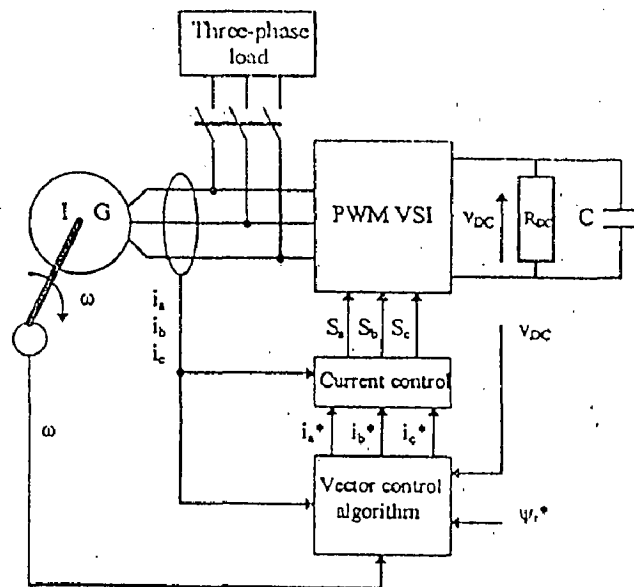 Three-phase
load
I G
PWM VSI
v_DC
R_DC
C
ω
i_a
i_b
i_c
S_a S_b S_c
v_DC
Current control
ω
i_a* i_b* i_c*
Vector control
algorithm
ψ_r*